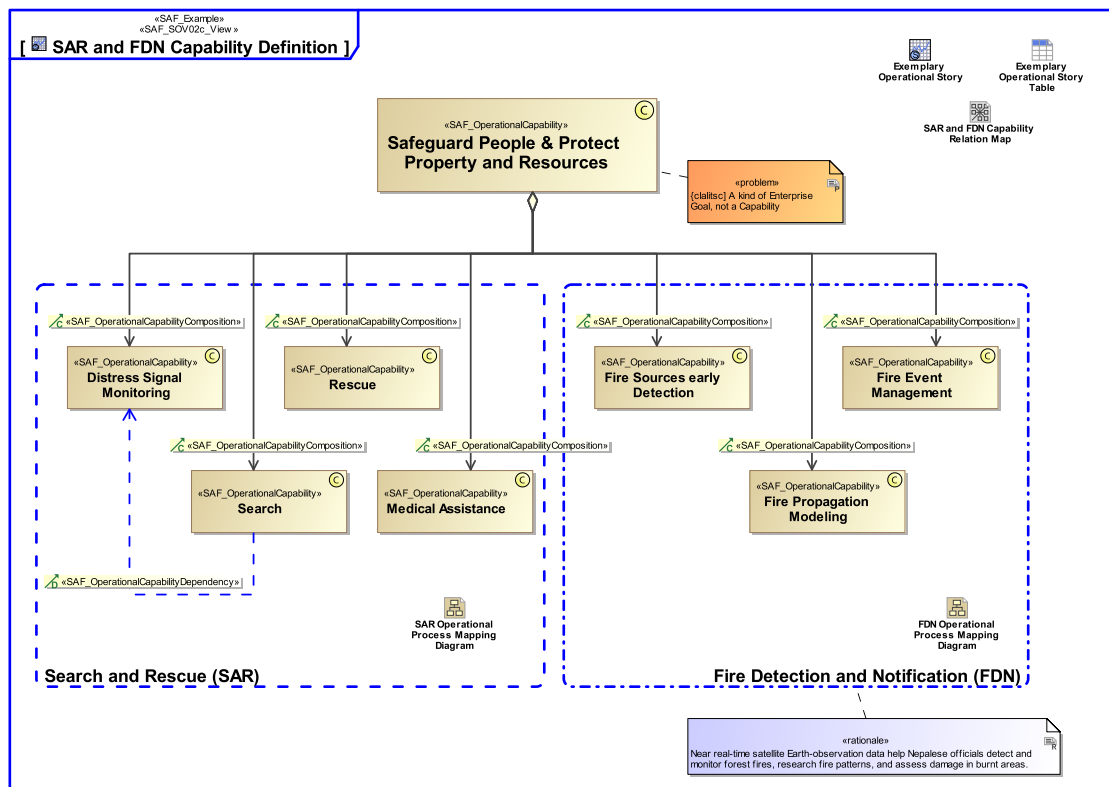 «SAF_Example»
«SAF_SOV02c_View »
[ SAR and FDN Capability Definition ]
Exemplary
Operational Story
Exemplary
Operational Story
Table
SAR and FDN Capability
Relation Map
C
«SAF_OperationalCapability»
Safeguard People & Protect
Property and Resources
«problem»
{clalitsc] A kind of Enterprise
Goal, not a Capability
C «SAF_OperationalCapabilityComposition»
C «SAF_OperationalCapabilityComposition»
C «SAF_OperationalCapabilityComposition»
C «SAF_OperationalCapabilityComposition»
C
«SAF_OperationalCapability»
Distress Signal
Monitoring
C
«SAF_OperationalCapability»
Rescue
C
«SAF_OperationalCapability»
Fire Sources early
Detection
C
«SAF_OperationalCapability»
Fire Event
Management
C «SAF_OperationalCapabilityComposition»
C «SAF_OperationalCapabilityComposition»
C «SAF_OperationalCapabilityComposition»
C
«SAF_OperationalCapability»
Search
C
«SAF_OperationalCapability»
Medical Assistance
C
«SAF_OperationalCapability»
Fire Propagation
Modeling
D «SAF_OperationalCapabilityDependency»
SAR Operational
Process Mapping
Diagram
FDN Operational
Process Mapping
Diagram
Search and Rescue (SAR)
Fire Detection and Notification (FDN)
«rationale»
Near real-time satellite Earth-observation data help Nepalese officials detect and
monitor forest fires, research fire patterns, and assess damage in burnt areas.